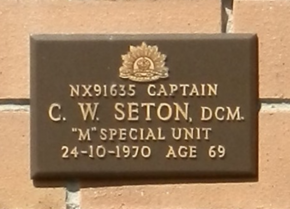 NX91635 CAPTAIN
C. W. SETON, DCM.
"M" SPECIAL UNIT
24-10-1970 AGE 69